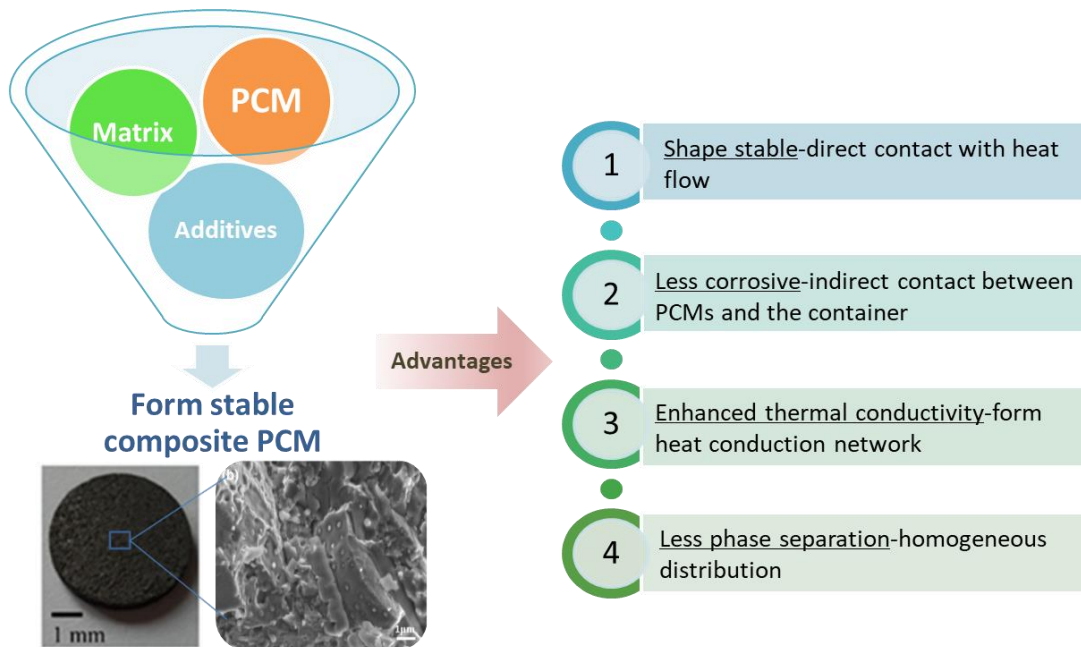 PCM
Matrix
Additives
Form stable
composite PCM
(b)
1 mm
1μm
Advantages
1
Shape stable-direct contact with heat
flow
2
Less corrosive-indirect contact between
PCMs and the container
3
Enhanced thermal conductivity-form
heat conduction network
4
Less phase separation-homogeneous
distribution